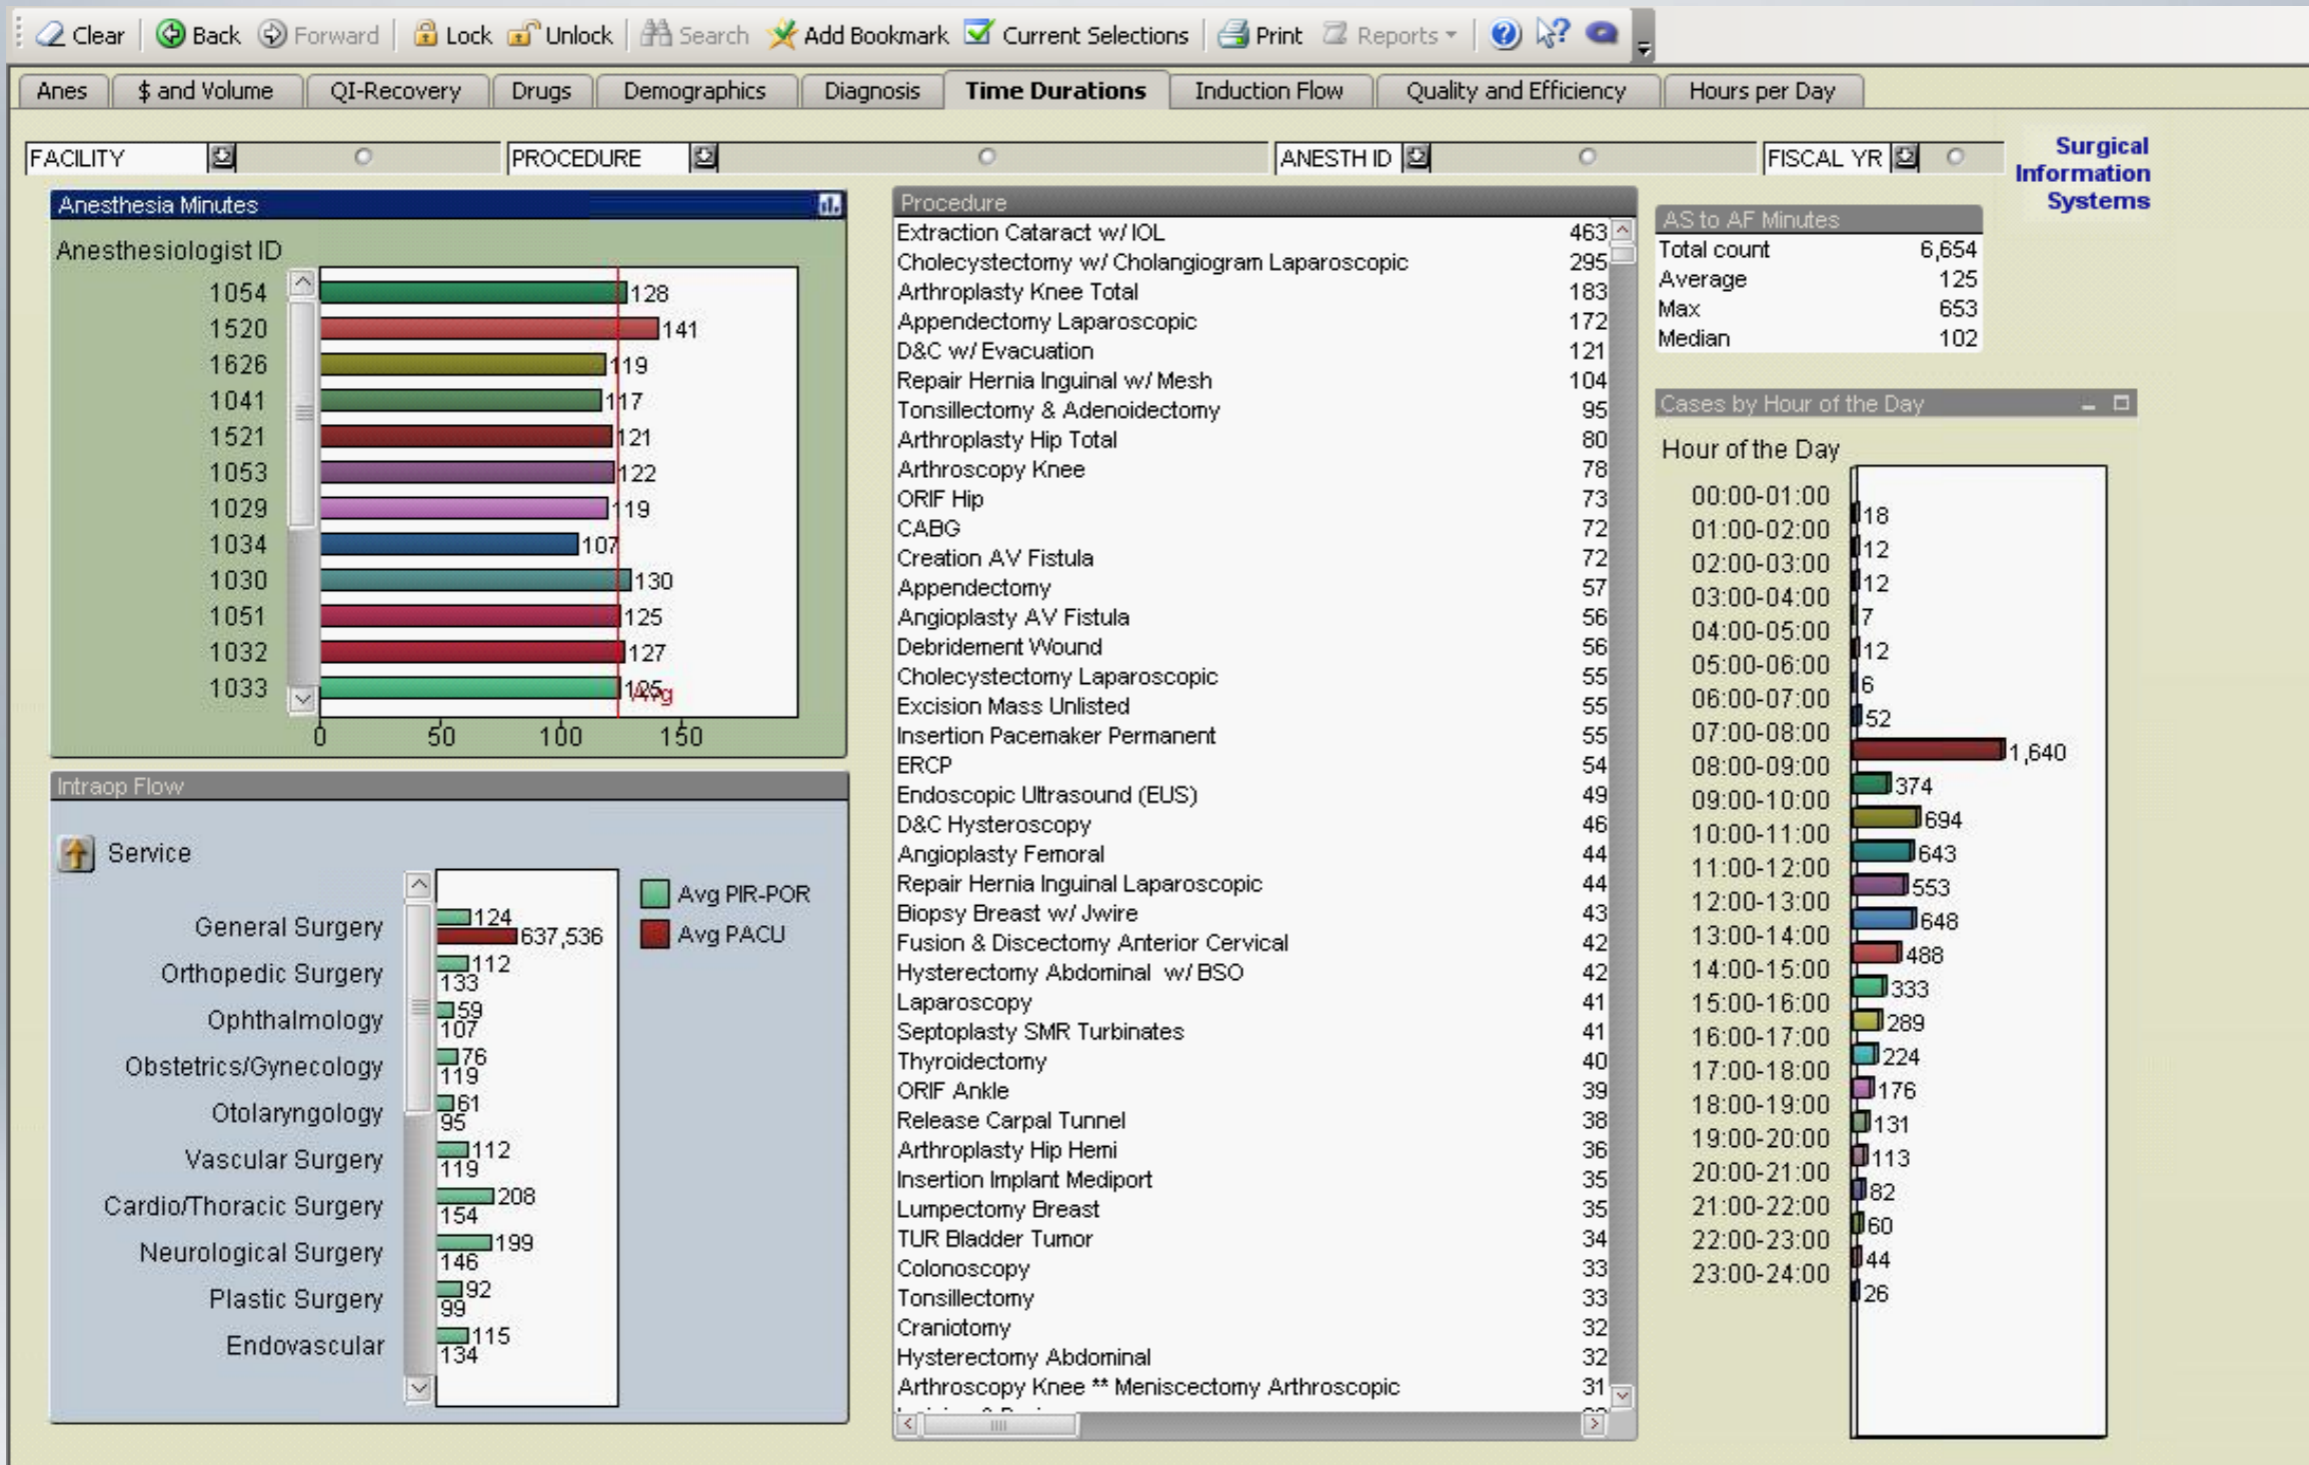 Clear Back Forward Lock Unlock Search Add Bookmark Current Selections Print Reports
Anes $ and Volume QI-Recovery Drugs Demographics Diagnosis Time Durations Induction Flow Quality and Efficiency Hours per Day
FACILITY PROCEDURE ANESTH ID FISCAL YR
Surgical
Information
Systems
Anesthesia Minutes
Anesthesiologist ID
1054 128
1520 141
1626 119
1041 117
1521 121
1053 122
1029 119
1034 107
1030 130
1051 125
1032 127
1033 125
Avg
0 50 100 150
Intraop Flow
Service
Avg PIR-POR
Avg PACU
General Surgery 124
637,536
Orthopedic Surgery 112
133
Ophthalmology 59
107
Obstetrics/Gynecology 76
119
Otolaryngology 61
95
Vascular Surgery 112
119
Cardio/Thoracic Surgery 208
154
Neurological Surgery 199
146
Plastic Surgery 92
99
Endovascular 115
134
Procedure
Extraction Cataract w/ IOL 463
Cholecystectomy w/ Cholangiogram Laparoscopic 295
Arthroplasty Knee Total 183
Appendectomy Laparoscopic 172
D&C w/ Evacuation 121
Repair Hernia Inguinal w/ Mesh 104
Tonsillectomy & Adenoidectomy 95
Arthroplasty Hip Total 80
Arthroscopy Knee 78
ORIF Hip 73
CABG 72
Creation AV Fistula 72
Appendectomy 57
Angioplasty AV Fistula 56
Debridement Wound 56
Cholecystectomy Laparoscopic 55
Excision Mass Unlisted 55
Insertion Pacemaker Permanent 55
ERCP 54
Endoscopic Ultrasound (EUS) 49
D&C Hysteroscopy 46
Angioplasty Femoral 44
Repair Hernia Inguinal Laparoscopic 44
Biopsy Breast w/ Jwire 43
Fusion & Discectomy Anterior Cervical 42
Hysterectomy Abdominal w/ BSO 42
Laparoscopy 41
Septoplasty SMR Turbinates 41
Thyroidectomy 40
ORIF Ankle 39
Release Carpal Tunnel 38
Arthroplasty Hip Hemi 36
Insertion Implant Mediport 35
Lumpectomy Breast 35
TUR Bladder Tumor 34
Colonoscopy 33
Tonsillectomy 33
Craniotomy 32
Hysterectomy Abdominal 32
Arthroscopy Knee ** Meniscectomy Arthroscopic 31
AS to AF Minutes
Total count 6,654
Average 125
Max 653
Median 102
Cases by Hour of the Day
Hour of the Day
00:00-01:00 18
01:00-02:00 12
02:00-03:00 12
03:00-04:00 7
04:00-05:00 12
05:00-06:00 6
06:00-07:00 52
07:00-08:00 1,640
08:00-09:00 374
09:00-10:00 694
10:00-11:00 643
11:00-12:00 553
12:00-13:00 648
13:00-14:00 488
14:00-15:00 333
15:00-16:00 289
16:00-17:00 224
17:00-18:00 176
18:00-19:00 131
19:00-20:00 113
20:00-21:00 82
21:00-22:00 60
22:00-23:00 44
23:00-24:00 26